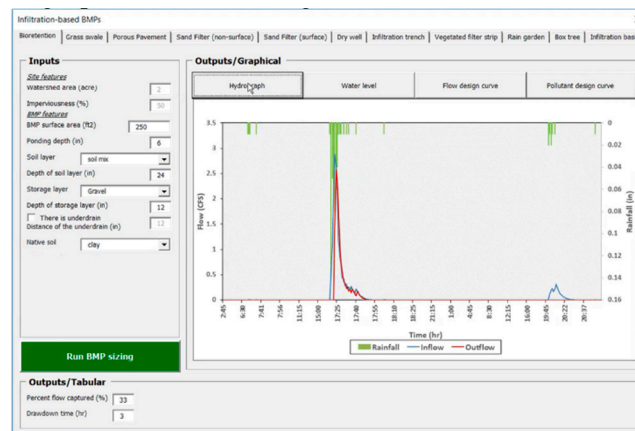 Infiltration-based BMPs
Bioretention Grass swale Porous Pavement Sand Filter (non-surface) Sand Filter (surface) Dry wall Infiltration trench Vegetated filter strip Rain garden Box tree Infiltration bas
Inputs
Site features
Watershed area (acre) 2
Imperviousness (%) 50
BMP features
BMP surface area (ft2) 250
Ponding depth (in) 6
Soil layer soil mix
Depth of soil layer (in) 24
Storage layer Gravel
Depth of storage layer (in) 12
There is underdrain
Distance of the underdrain (in) 12
Native soil clay
Run BMP sizing
Outputs/Graphical
Hydrograph Water level Flow design curve Pollutant design curve
3.5 0
3 0.02
2.5 0.04
2 0.06
0.08
1.5 0.1
1 0.12
0.5 0.14
0 0.16
Flow (CFS)
Rainfall (in)
2:45 6:30 7:41 7:56 11:15 15:00 17:25 17:40 17:55 18:10 18:25 21:15 1:00 4:45 8:30 12:15 16:00 19:45 20:22 20:37
Time (hr)
Rainfall Inflow Outflow
Outputs/Tabular
Percent flow captured (%) 33
Drawdown time (hr) 3